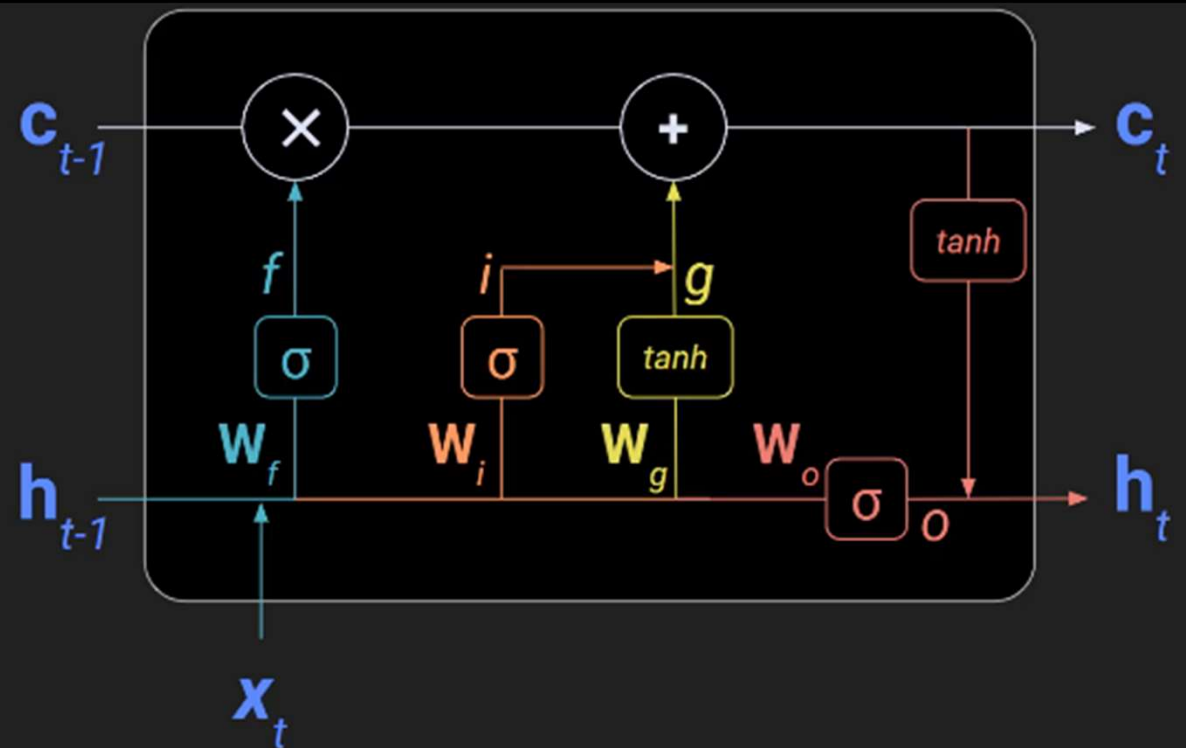 c t-1 × + c t
tanh
f i g
σ σ tanh
W f W i W g W o
h t-1 σ o h t
x t